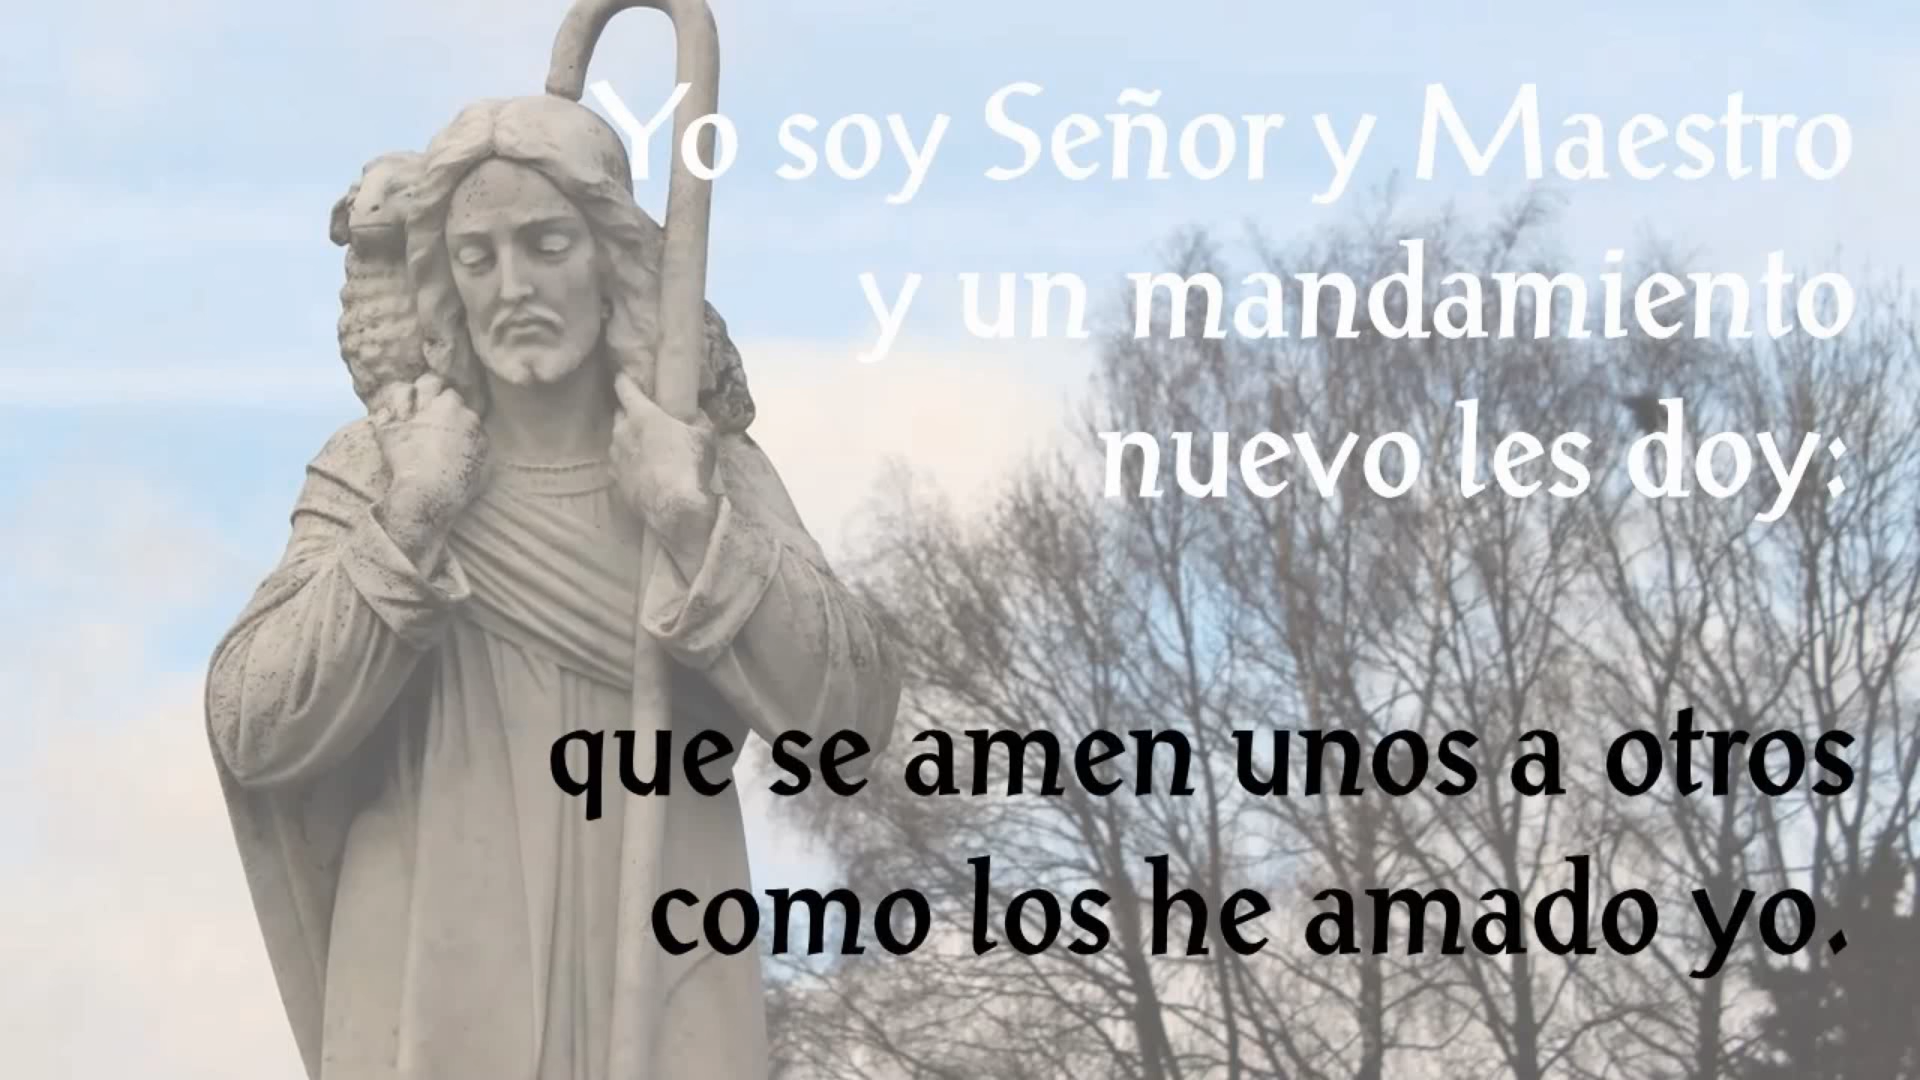 Yo soy Señor y Maestro
y un mandamiento
nuevo les doy:
que se amen unos a otros
como los he amado yo.